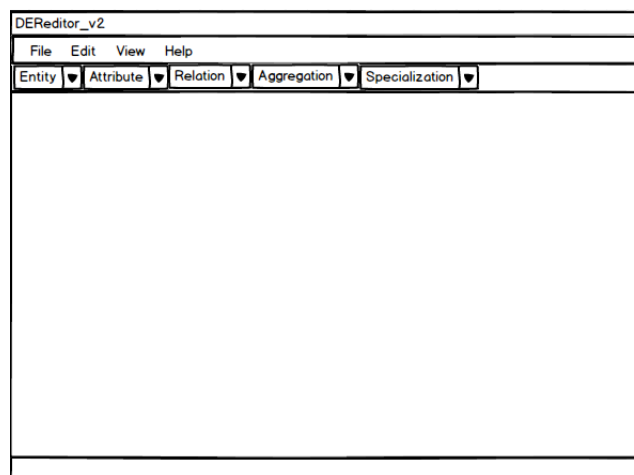 DEReditor_v2
File Edit View Help
Entity Attribute Relation Aggregation Specialization